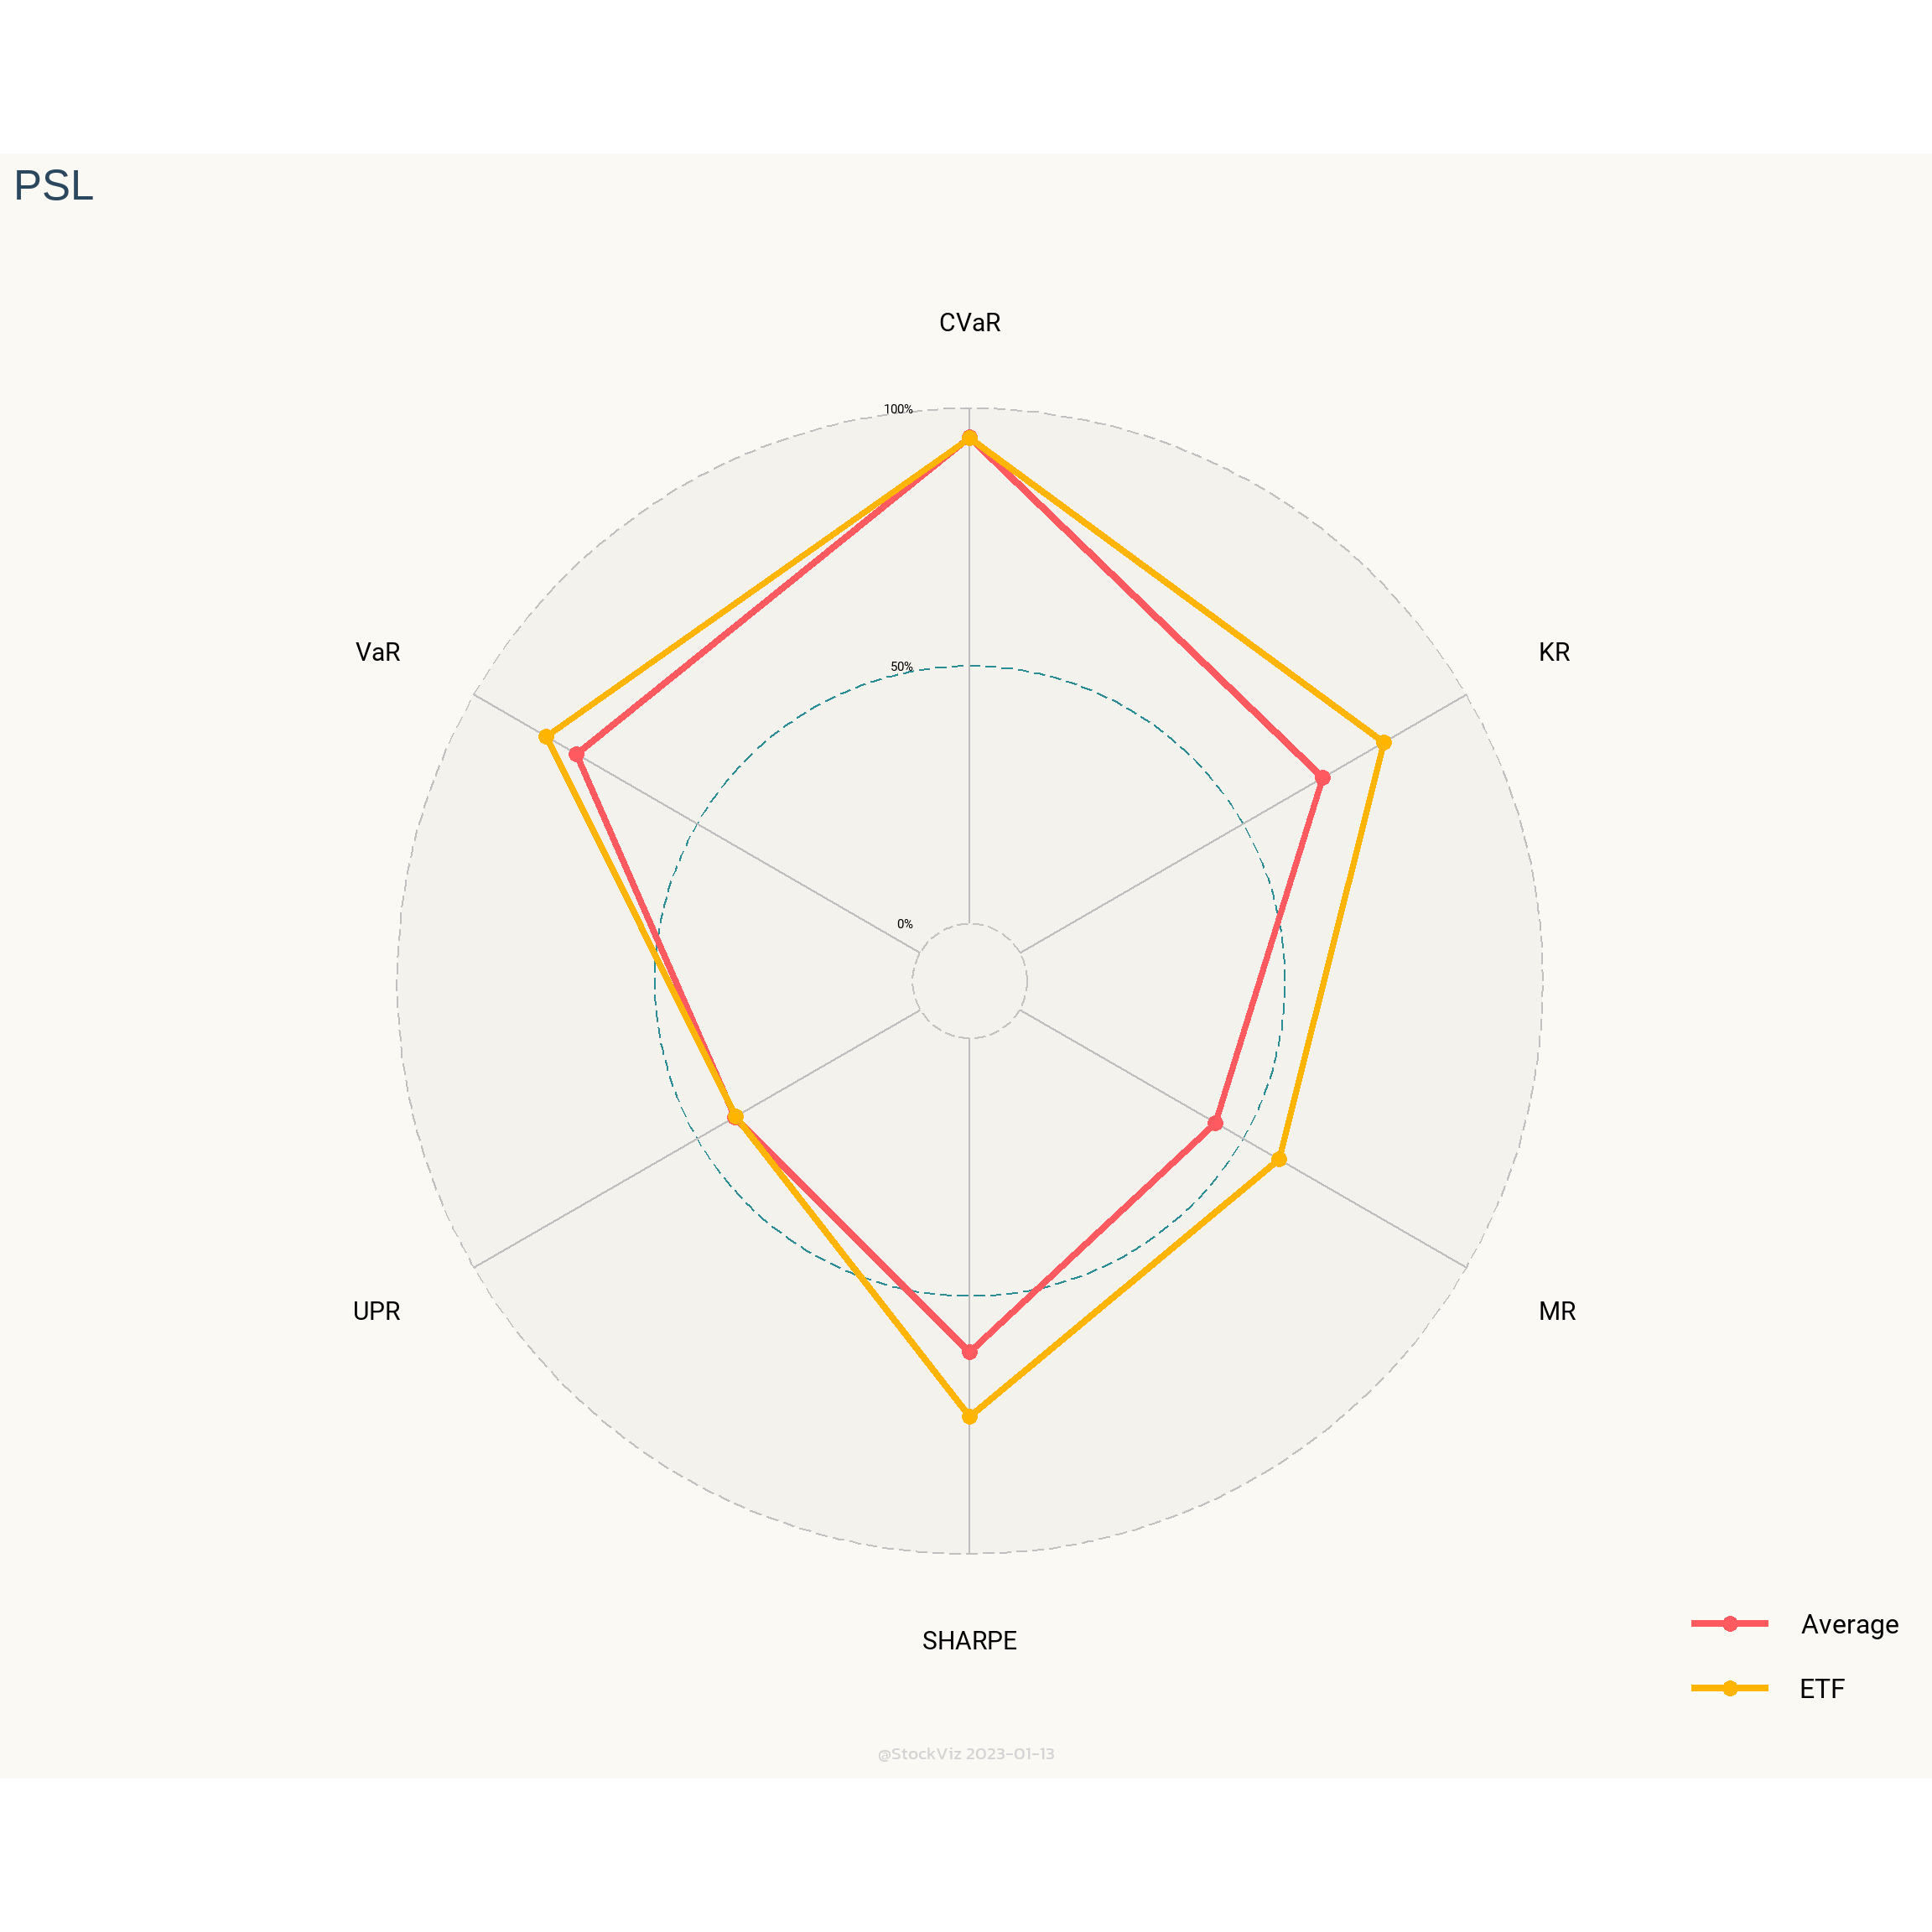 PSL
CVaR
100%
VaR
KR
50%
0%
UPR
MR
SHARPE
Average
ETF
@StockViz 2023-01-13